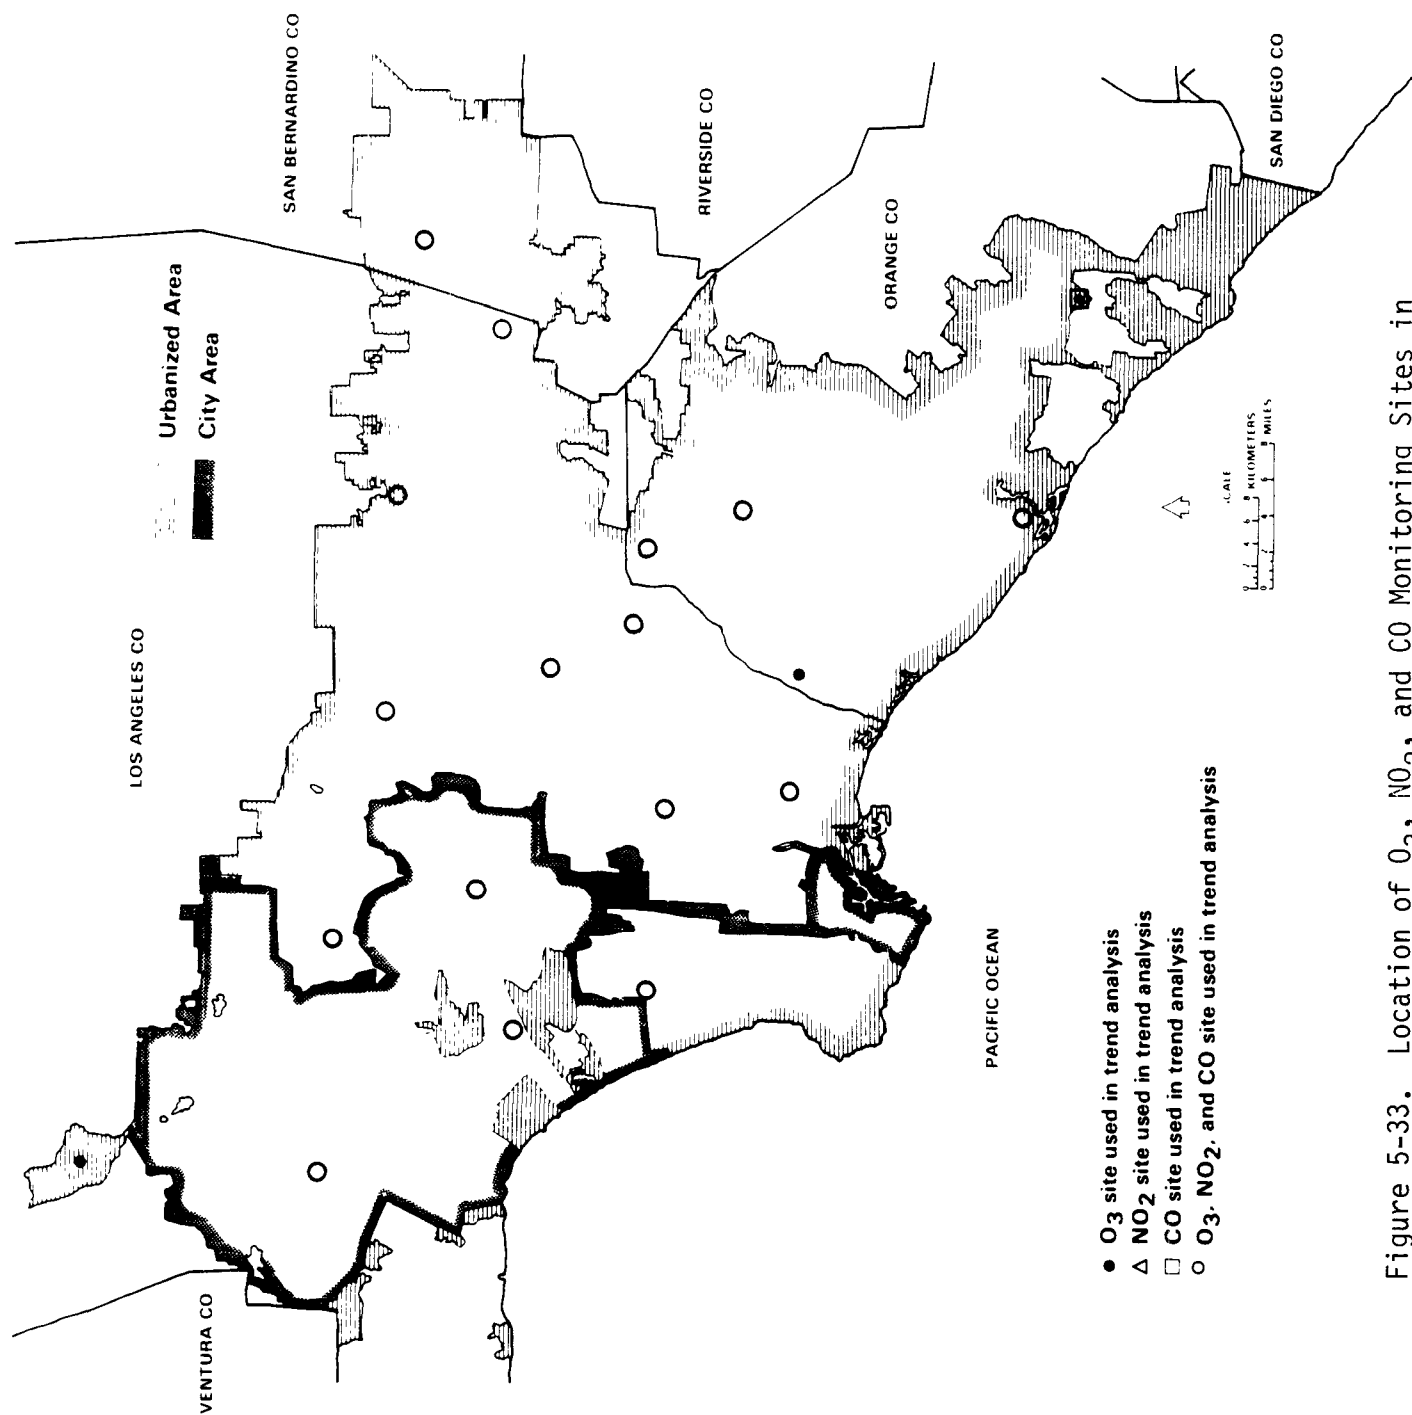 SAN BERNARDINO CO
Urbanized Area
City Area
LOS ANGELES CO
VENTURA CO
RIVERSIDE CO
ORANGE CO
SAN DIEGO CO
PACIFIC OCEAN
KILOMETERS
MILES
● O3 site used in trend analysis
△ NO2 site used in trend analysis
□ CO site used in trend analysis
○ O3, NO2, and CO site used in trend analysis
Figure 5-33. Location of O3, NO2, and CO Monitoring Sites in